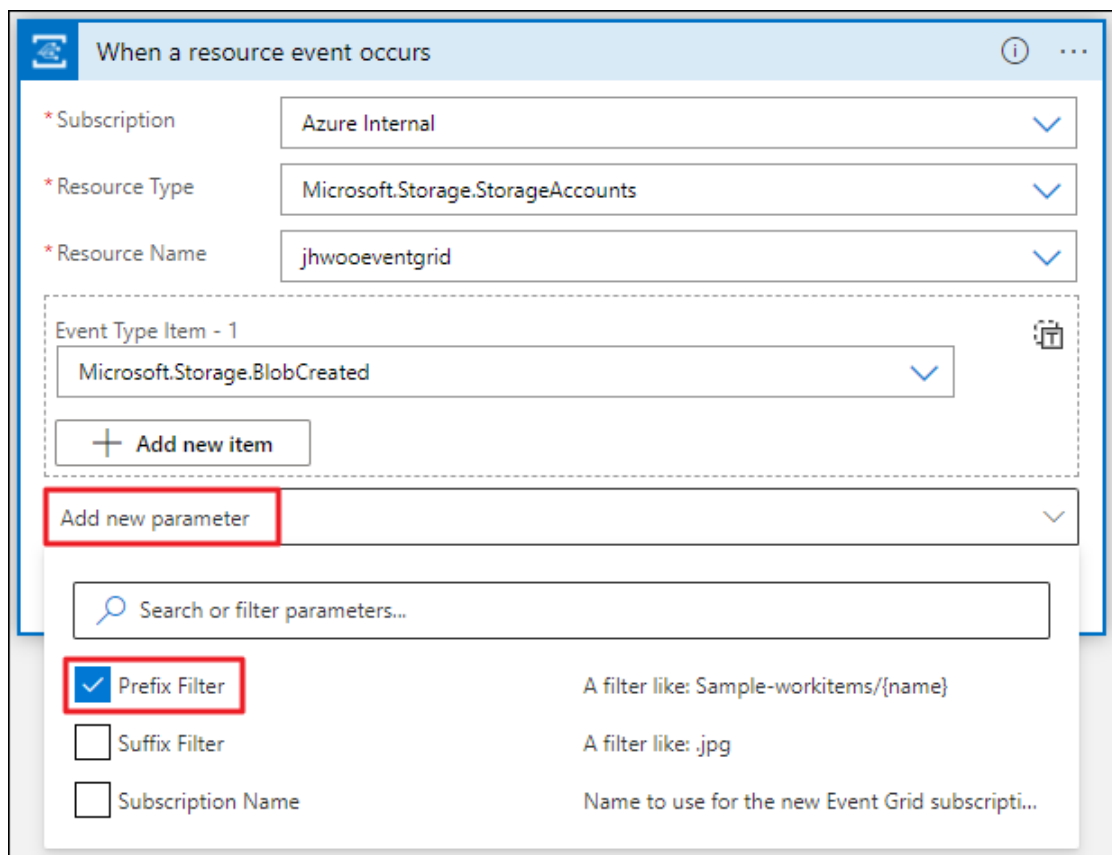 When a resource event occurs
* Subscription
Azure Internal
* Resource Type
Microsoft.Storage.StorageAccounts
* Resource Name
jhwooeventgrid
Event Type Item - 1
Microsoft.Storage.BlobCreated
Add new item
Add new parameter
Search or filter parameters...
Prefix Filter A filter like: Sample-workitems/{name}
Suffix Filter A filter like: .jpg
Subscription Name Name to use for the new Event Grid subscripti...